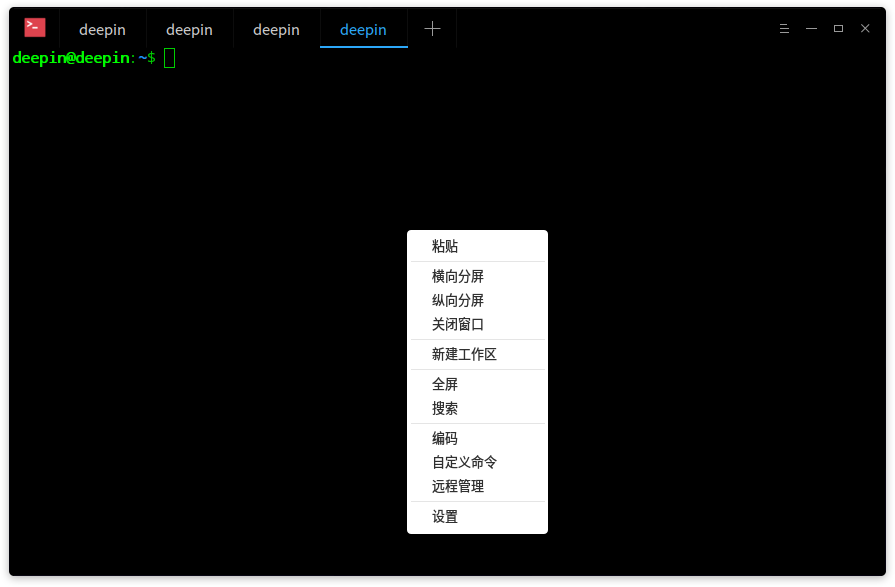 deepin deepin deepin deepin
deepin@deepin:~$
粘贴
横向分屏
纵向分屏
关闭窗口
新建工作区
全屏
搜索
编码
自定义命令
远程管理
设置